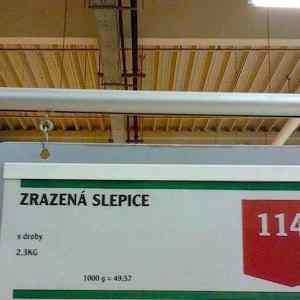 ZRAZENÁ SLEPICE
114
s droby
2.3KG
1000 g = 49,57